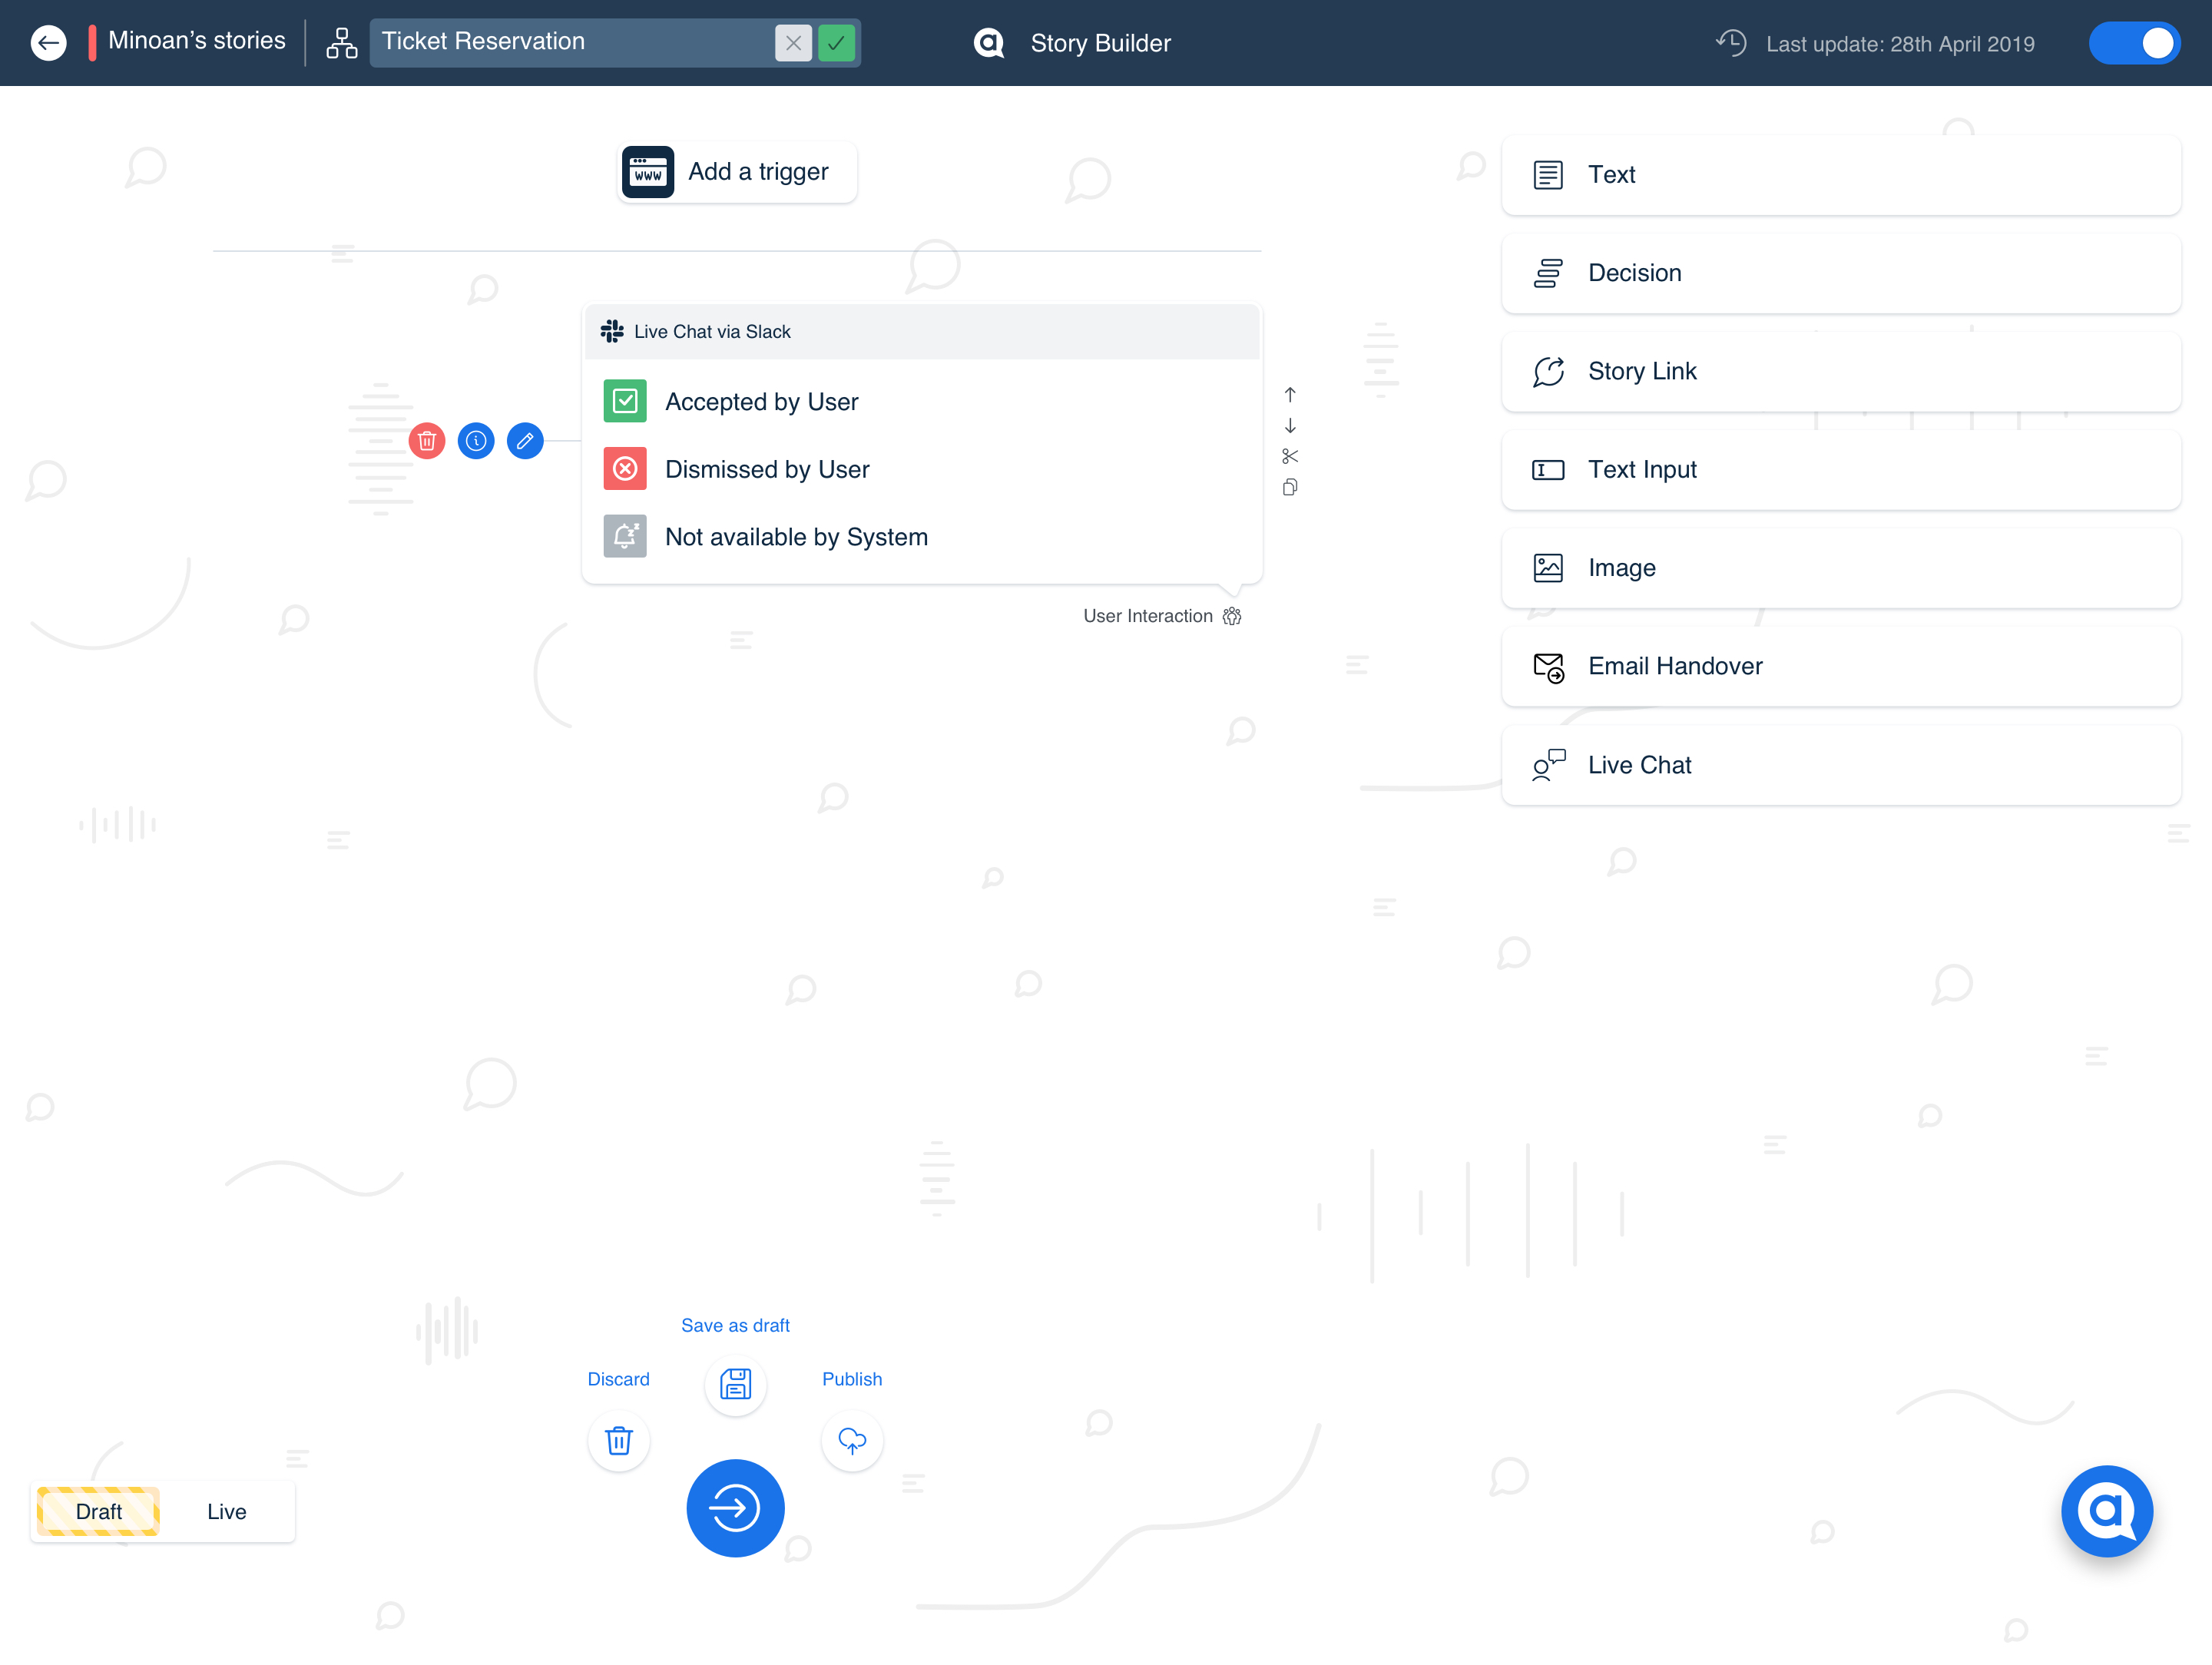 Minoan’s stories
Ticket Reservation
Story Builder
Last update: 28th April 2019
WWW
Add a trigger
Live Chat via Slack
Accepted by User
Dismissed by User
Not available by System
User Interaction
Text
Decision
Story Link
Text Input
Image
Email Handover
Live Chat
Save as draft
Discard
Publish
Draft
Live